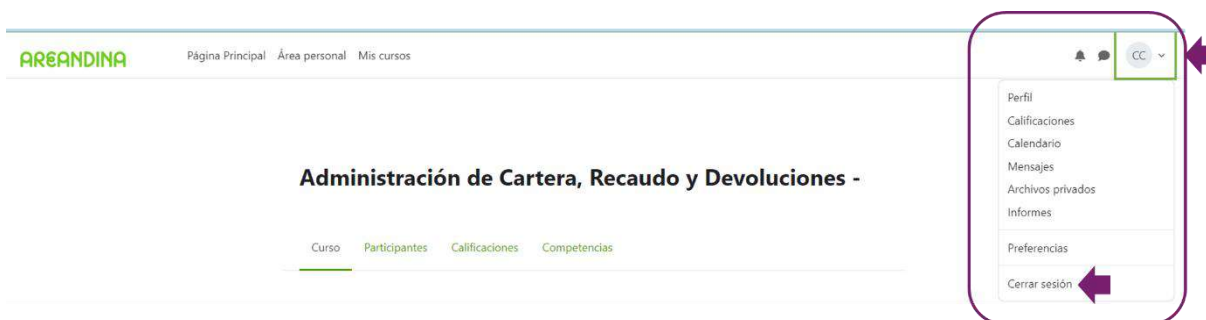 AREANDINA Página Principal Área personal Mis cursos CC
Perfil
Calificaciones
Calendario
Mensajes
Archivos privados
Informes
Preferencias
Cerrar sesión
Administración de Cartera, Recaudo y Devoluciones -
Curso Participantes Calificaciones Competencias